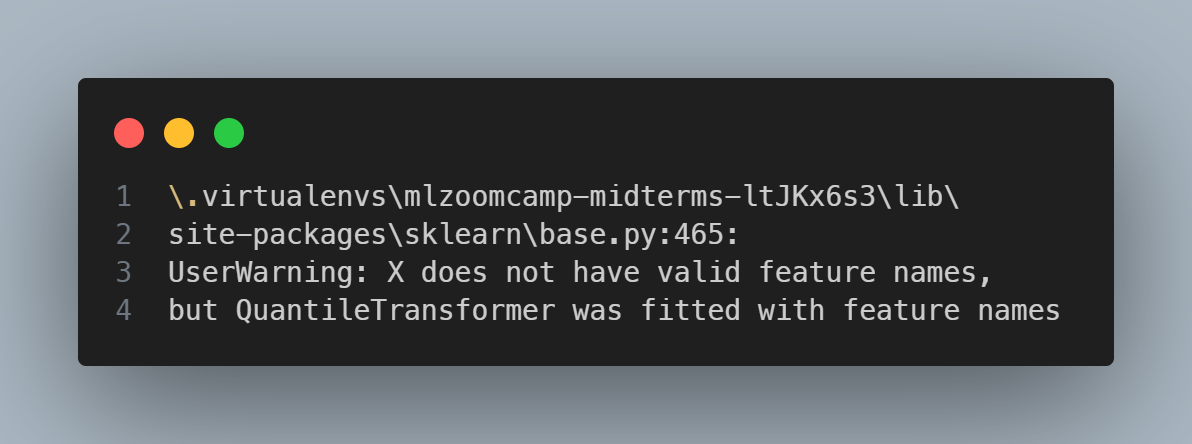 1 \.virtualenvs\mlzoomcamp-midterms-ltJKx6s3\lib\
2 site-packages\sklearn\base.py:465:
3 UserWarning: X does not have valid feature names,
4 but QuantileTransformer was fitted with feature names